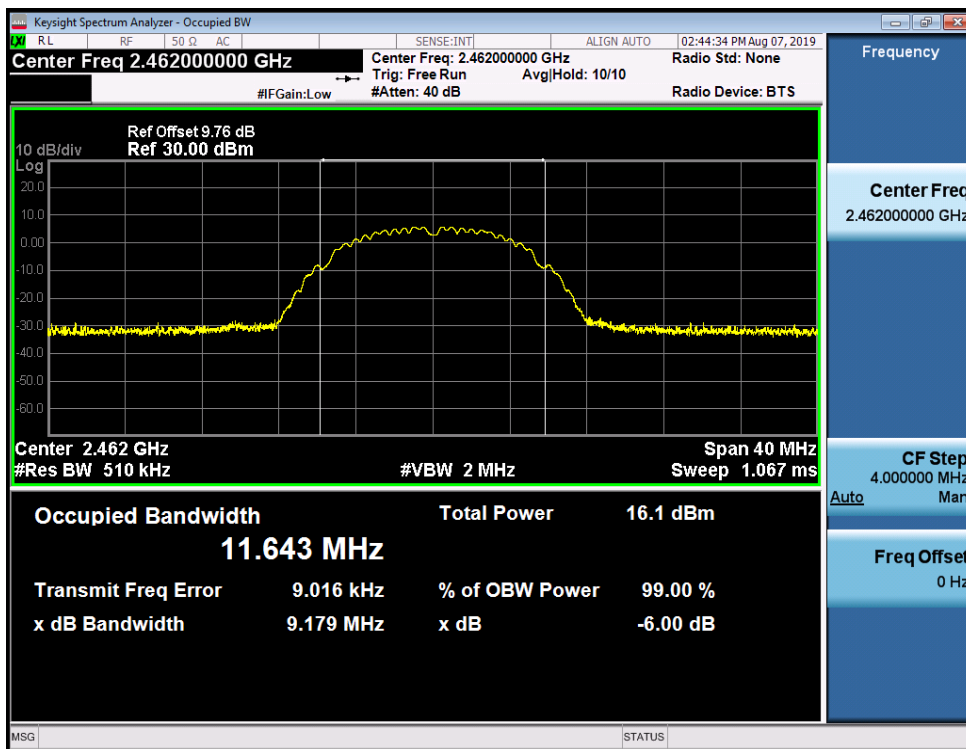 Keysight Spectrum Analyzer - Occupied BW
LXI RL RF 50 Ω AC SENSE:INT ALIGN AUTO 02:44:34 PM Aug 07, 2019
Center Freq 2.462000000 GHz
Center Freq: 2.462000000 GHz Radio Std: None
Trig: Free Run Avg|Hold: 10/10
#IFGain:Low #Atten: 40 dB Radio Device: BTS
Ref Offset 9.76 dB
10 dB/div Ref 30.00 dBm
Log
20.0
10.0
0.00
-10.0
-20.0
-30.0
-40.0
-50.0
-60.0
Center 2.462 GHz Span 40 MHz
#Res BW 510 kHz #VBW 2 MHz Sweep 1.067 ms
Occupied Bandwidth Total Power 16.1 dBm
11.643 MHz
Transmit Freq Error 9.016 kHz % of OBW Power 99.00 %
x dB Bandwidth 9.179 MHz x dB -6.00 dB
MSG STATUS
Frequency
Center Freq
2.462000000 GHz
CF Step
4.000000 MHz
Auto Man
Freq Offset
0 Hz